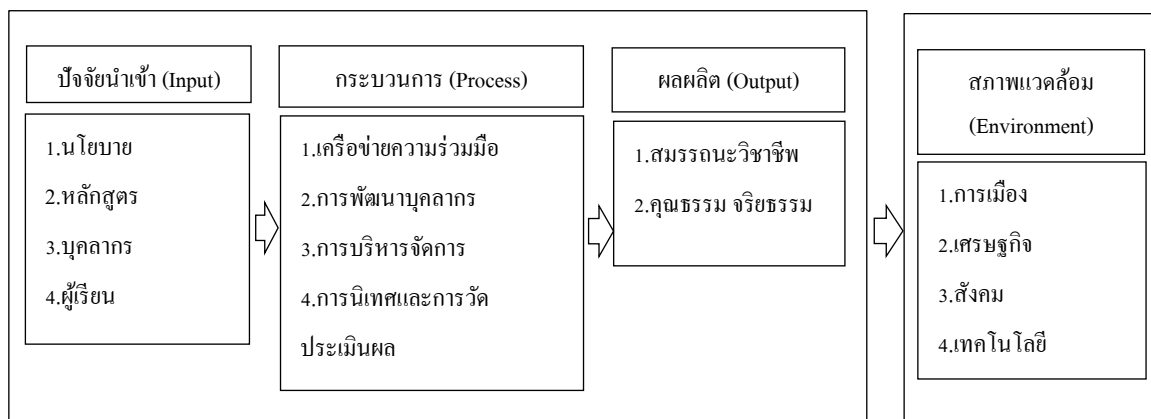 ปัจจัยนำเข้า (Input)
1.นโยบาย
2.หลักสูตร
3.บุคลากร
4.ผู้เรียน
กระบวนการ (Process)
1.เครือข่ายความร่วมมือ
2.การพัฒนาบุคลากร
3.การบริหารจัดการ
4.การนิเทศและการวัด
ประเมินผล
ผลผลิต (Output)
1.สมรรถนะวิชาชีพ
2.คุณธรรม จริยธรรม
สภาพแวดล้อม
(Environment)
1.การเมือง
2.เศรษฐกิจ
3.สังคม
4.เทคโนโลยี